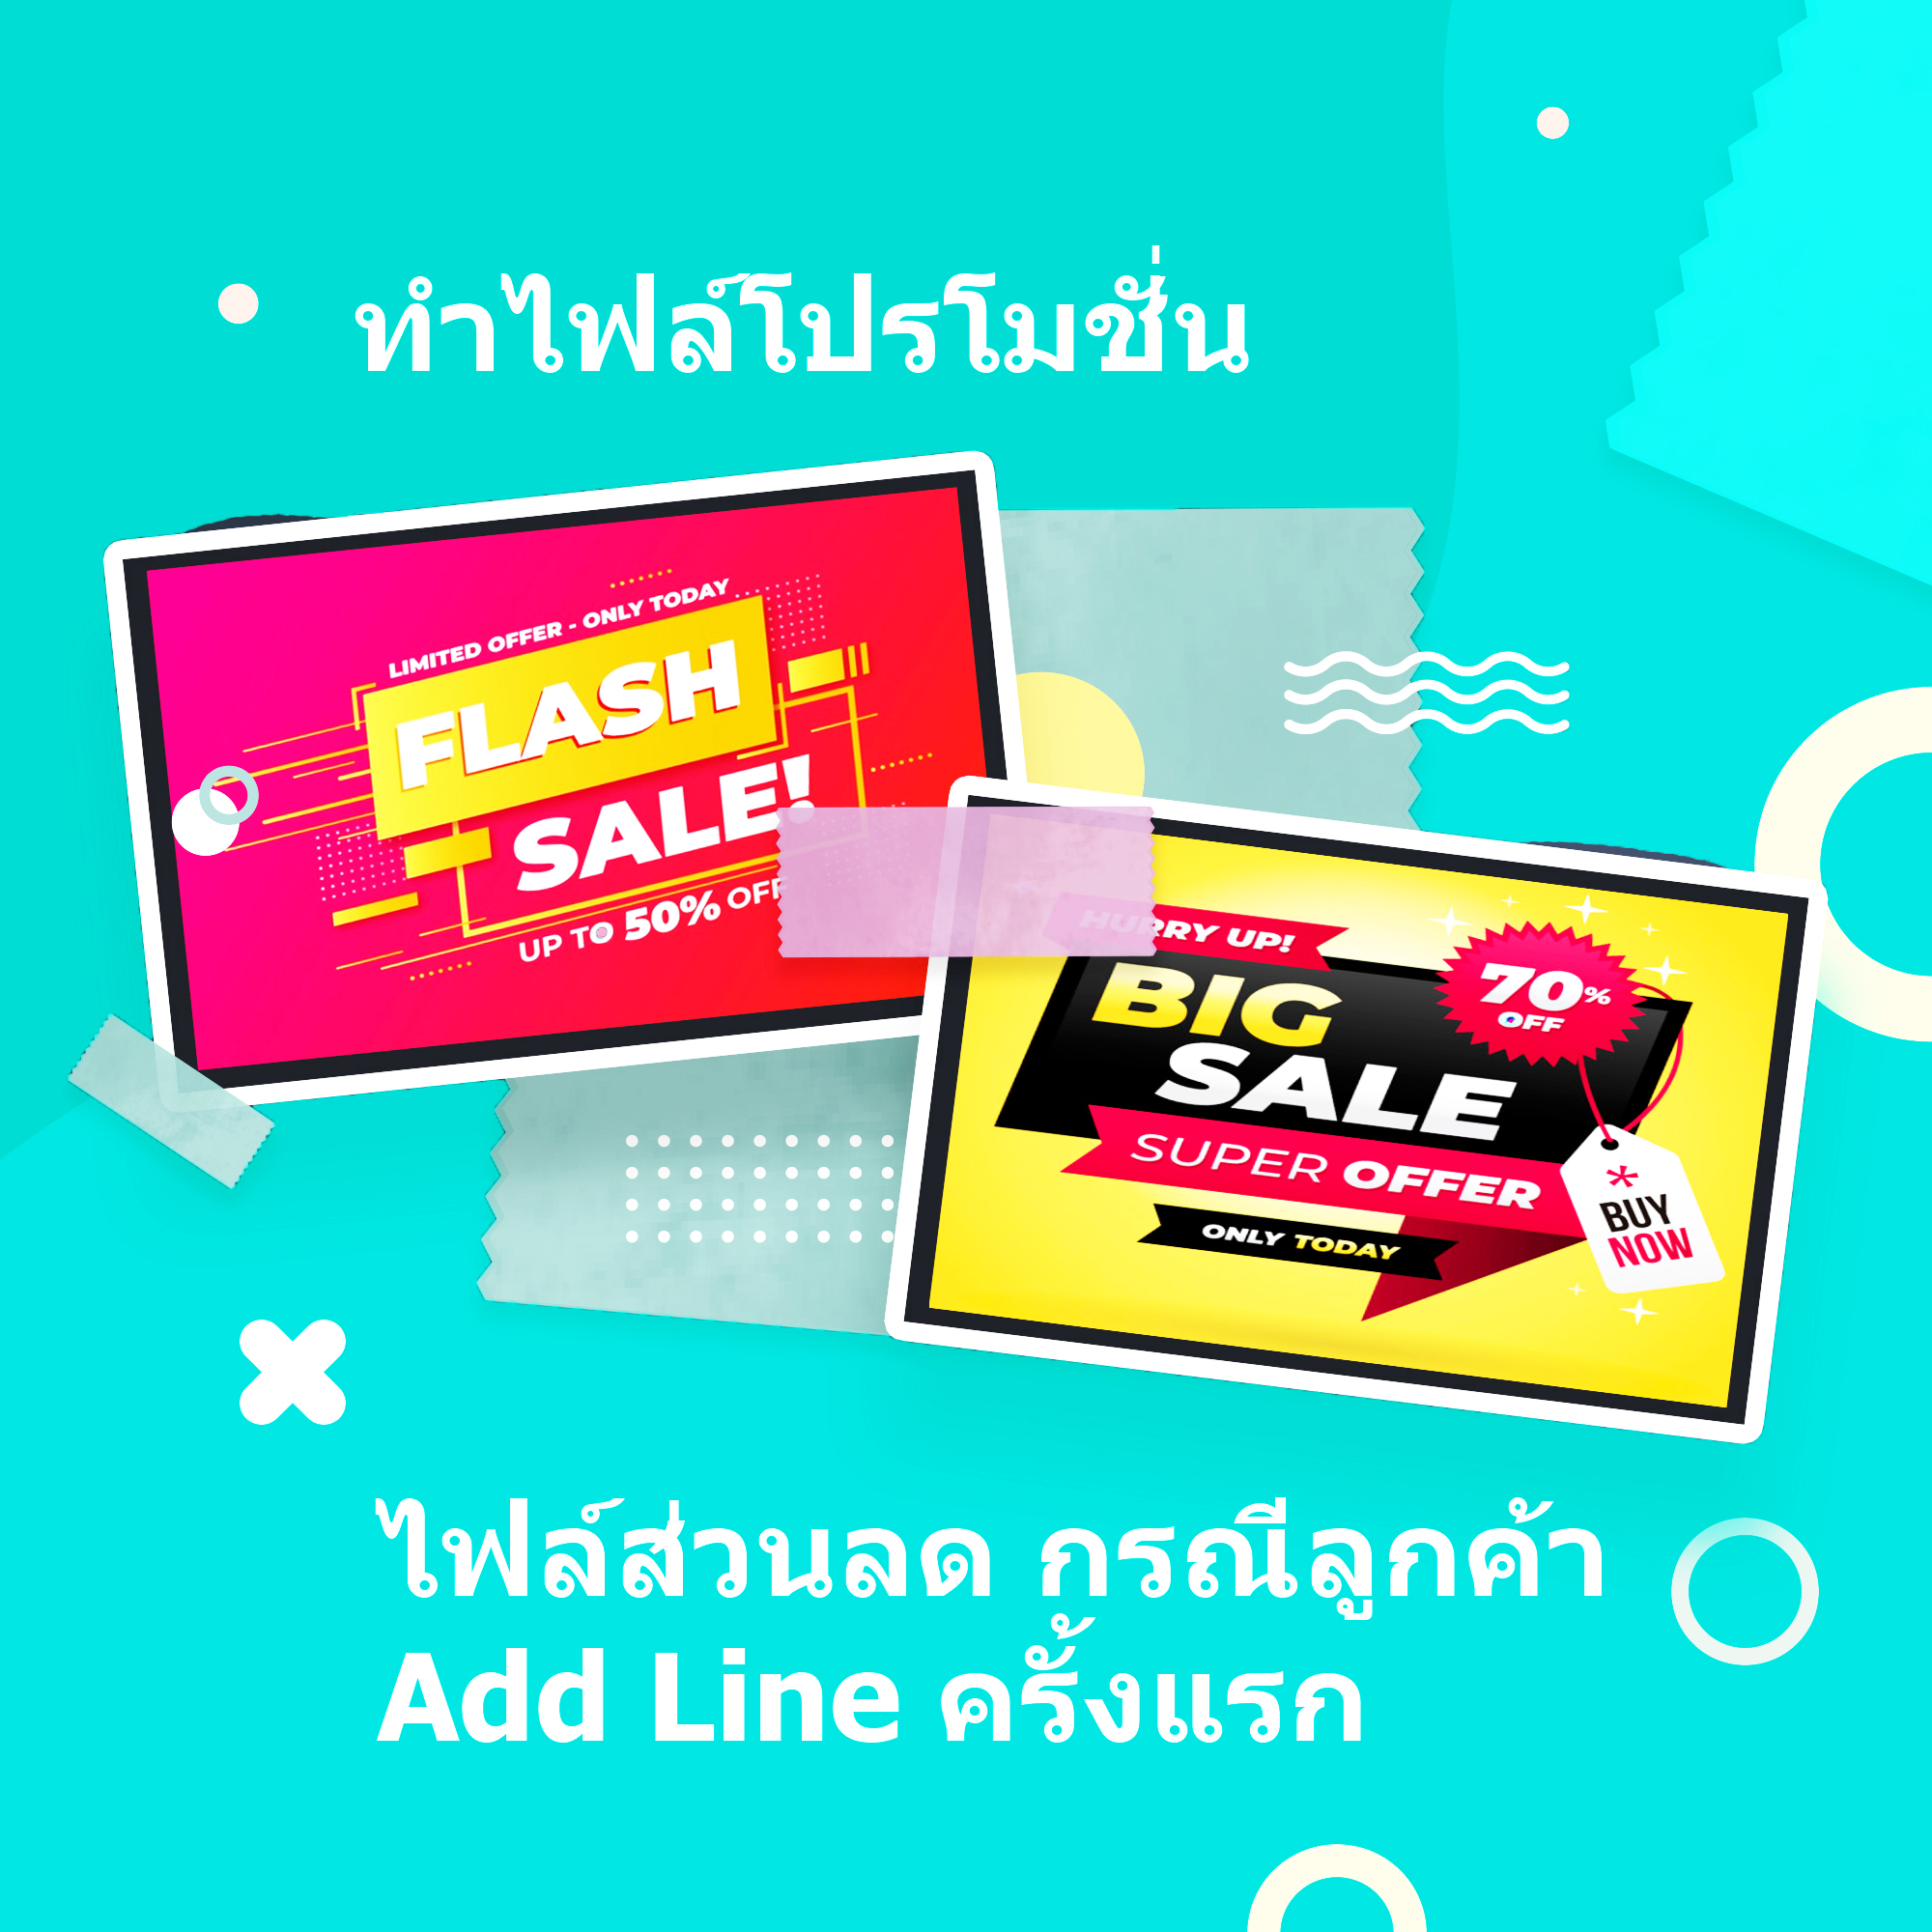 ทำไฟล์โปรโมชั่น
LIMITED OFFER - ONLY TODAY
FLASH
SALE!
UP TO 50% OFF
HURRY UP!
BIG
SALE
70%
OFF
SUPER OFFER
ONLY TODAY
*
BUY
NOW
ไฟล์ส่วนลด กรณีลูกค้า
Add Line ครั้งแรก